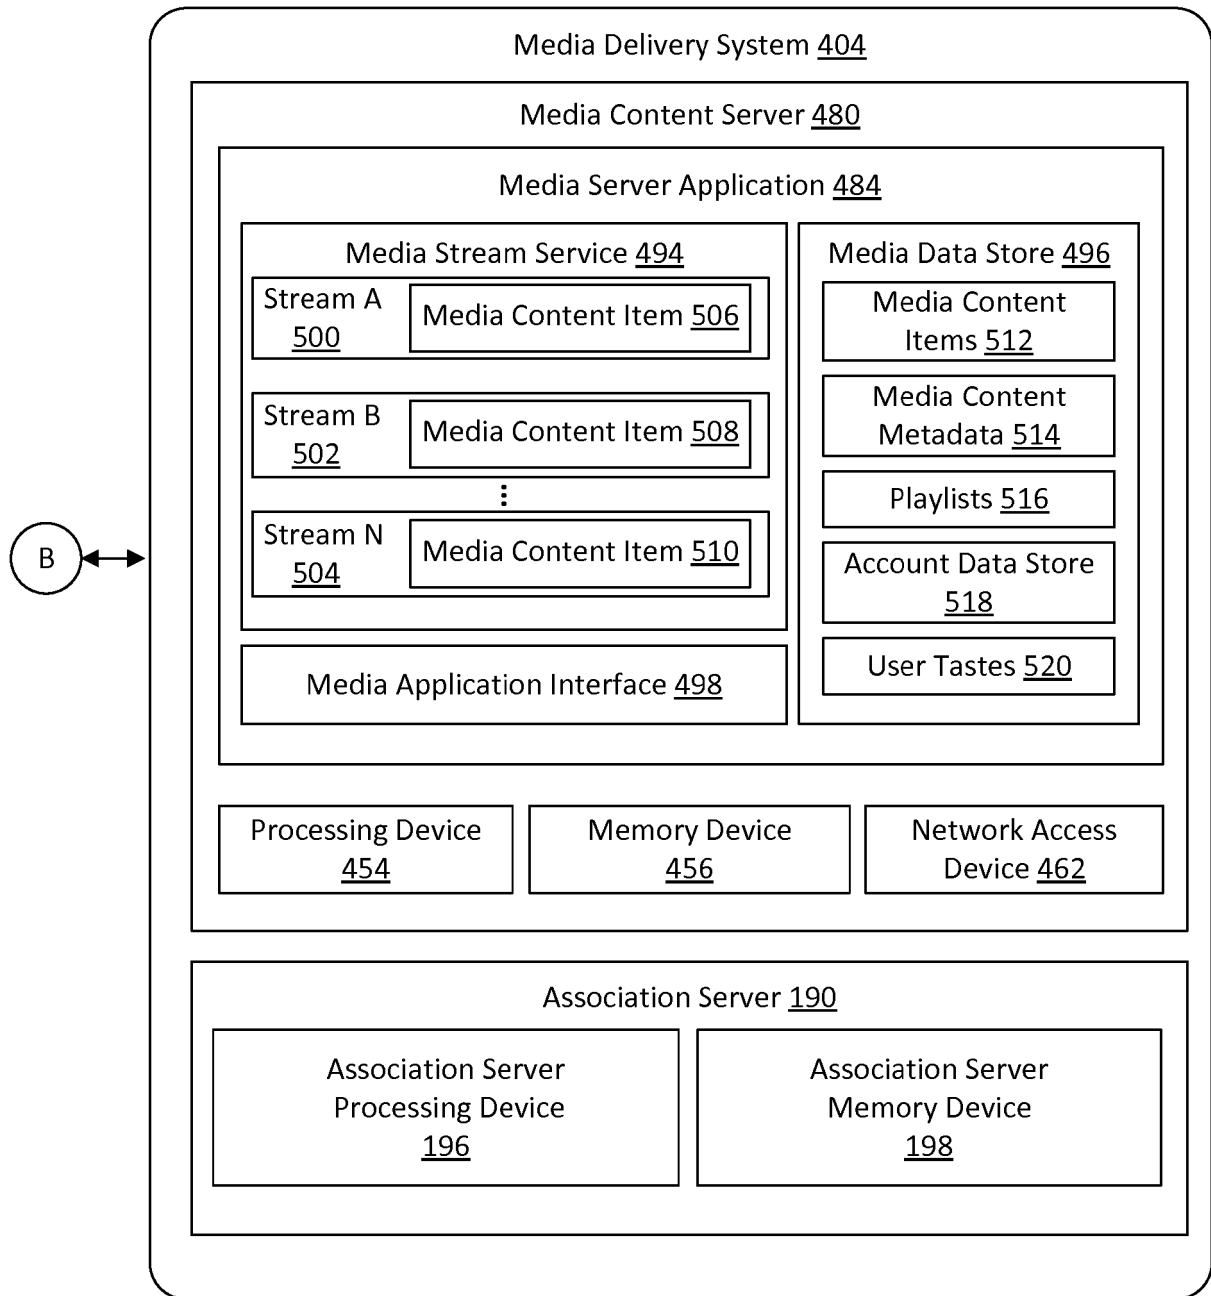 Media Delivery System 404
Media Content Server 480
Media Server Application 484
Media Stream Service 494
Stream A
500
Media Content Item 506
Stream B
502
Media Content Item 508
⋮
Stream N
504
Media Content Item 510
Media Application Interface 498
Media Data Store 496
Media Content
Items 512
Media Content
Metadata 514
Playlists 516
Account Data Store
518
User Tastes 520
B
Processing Device
454
Memory Device
456
Network Access
Device 462
Association Server 190
Association Server
Processing Device
196
Association Server
Memory Device
198